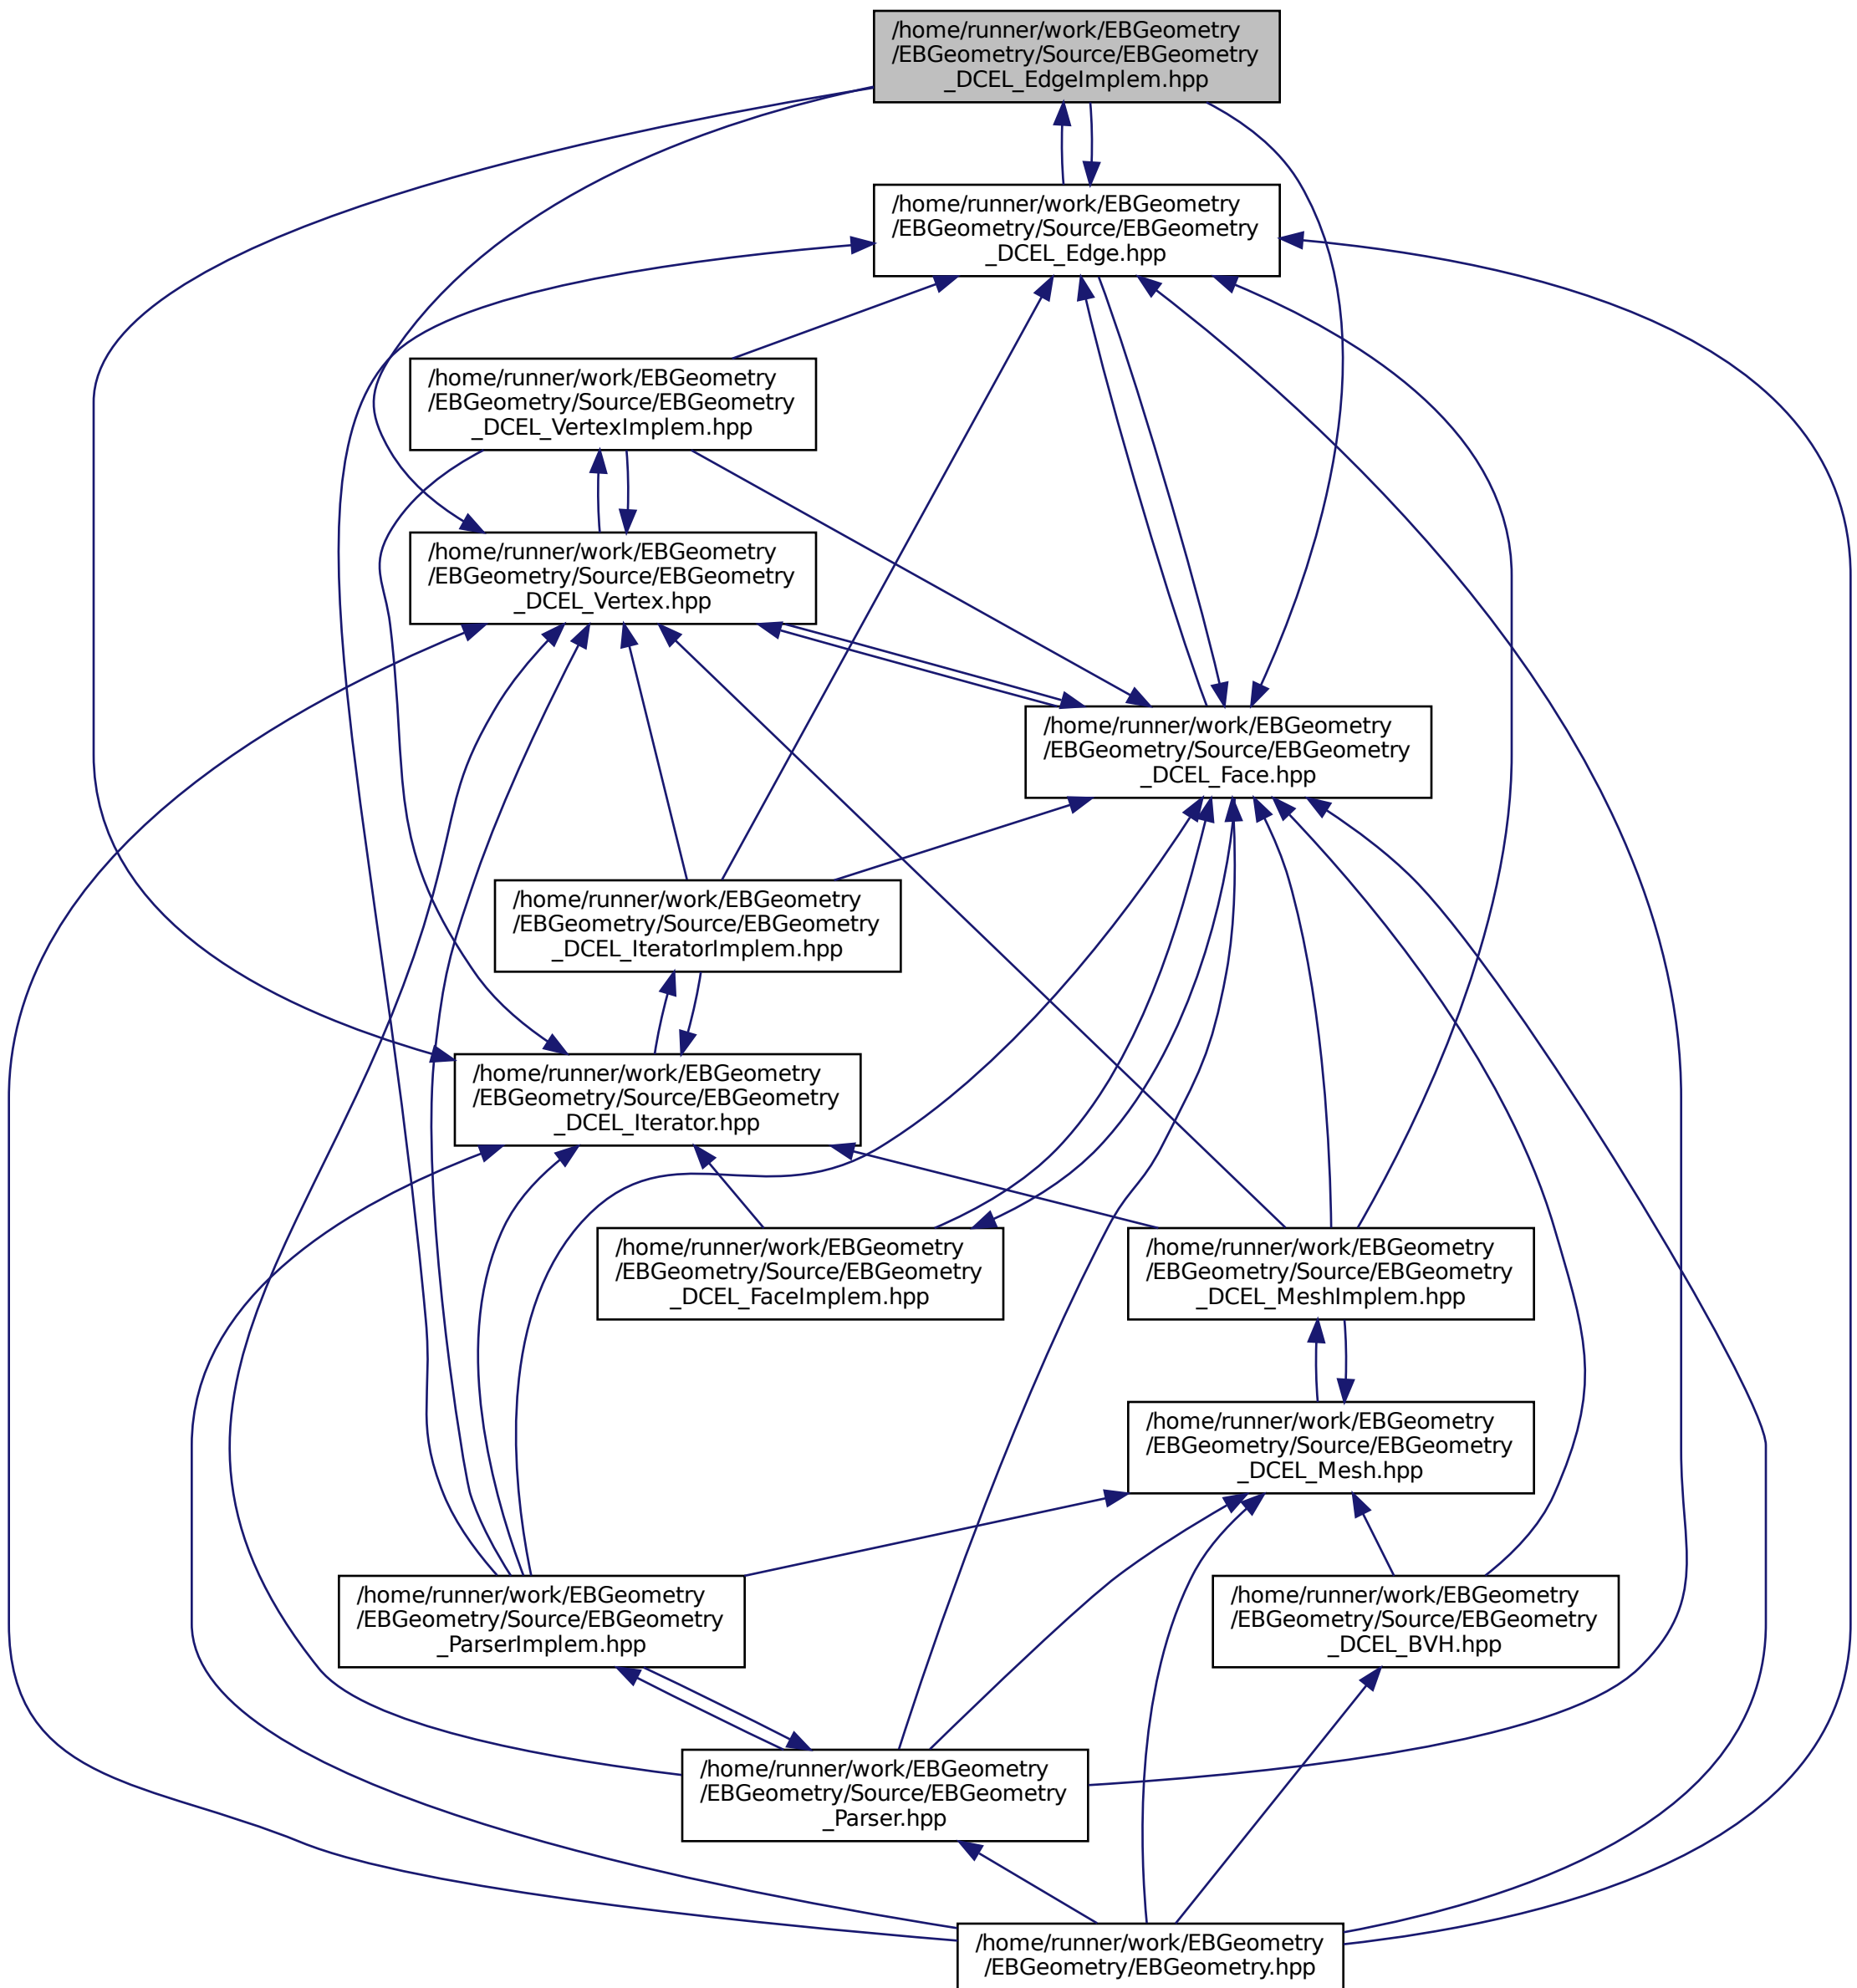 /home/runner/work/EBGeometry
/EBGeometry/Source/EBGeometry
_DCEL_EdgeImplem.hpp
/home/runner/work/EBGeometry
/EBGeometry/Source/EBGeometry
_DCEL_Edge.hpp
/home/runner/work/EBGeometry
/EBGeometry/Source/EBGeometry
_DCEL_VertexImplem.hpp
/home/runner/work/EBGeometry
/EBGeometry/Source/EBGeometry
_DCEL_Vertex.hpp
/home/runner/work/EBGeometry
/EBGeometry/Source/EBGeometry
_DCEL_Face.hpp
/home/runner/work/EBGeometry
/EBGeometry/Source/EBGeometry
_DCEL_IteratorImplem.hpp
/home/runner/work/EBGeometry
/EBGeometry/Source/EBGeometry
_DCEL_Iterator.hpp
/home/runner/work/EBGeometry
/EBGeometry/Source/EBGeometry
_DCEL_FaceImplem.hpp
/home/runner/work/EBGeometry
/EBGeometry/Source/EBGeometry
_DCEL_MeshImplem.hpp
/home/runner/work/EBGeometry
/EBGeometry/Source/EBGeometry
_DCEL_Mesh.hpp
/home/runner/work/EBGeometry
/EBGeometry/Source/EBGeometry
_ParserImplem.hpp
/home/runner/work/EBGeometry
/EBGeometry/Source/EBGeometry
_DCEL_BVH.hpp
/home/runner/work/EBGeometry
/EBGeometry/Source/EBGeometry
_Parser.hpp
/home/runner/work/EBGeometry
/EBGeometry/EBGeometry.hpp